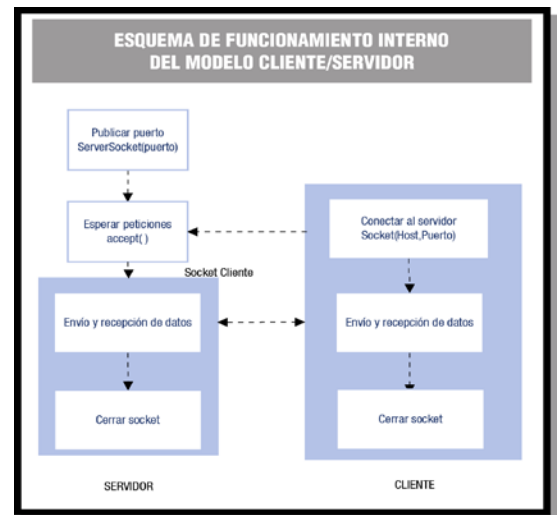 ESQUEMA DE FUNCIONAMIENTO INTERNO
DEL MODELO CLIENTE/SERVIDOR
Publicar puerto
ServerSocket(puerto)
Esperar peticiones
accept( )
Conectar al servidor
Socket(Host,Puerto)
Socket Cliente
Envío y recepción de datos
Envío y recepción de datos
Cerrar socket
Cerrar socket
SERVIDOR
CLIENTE